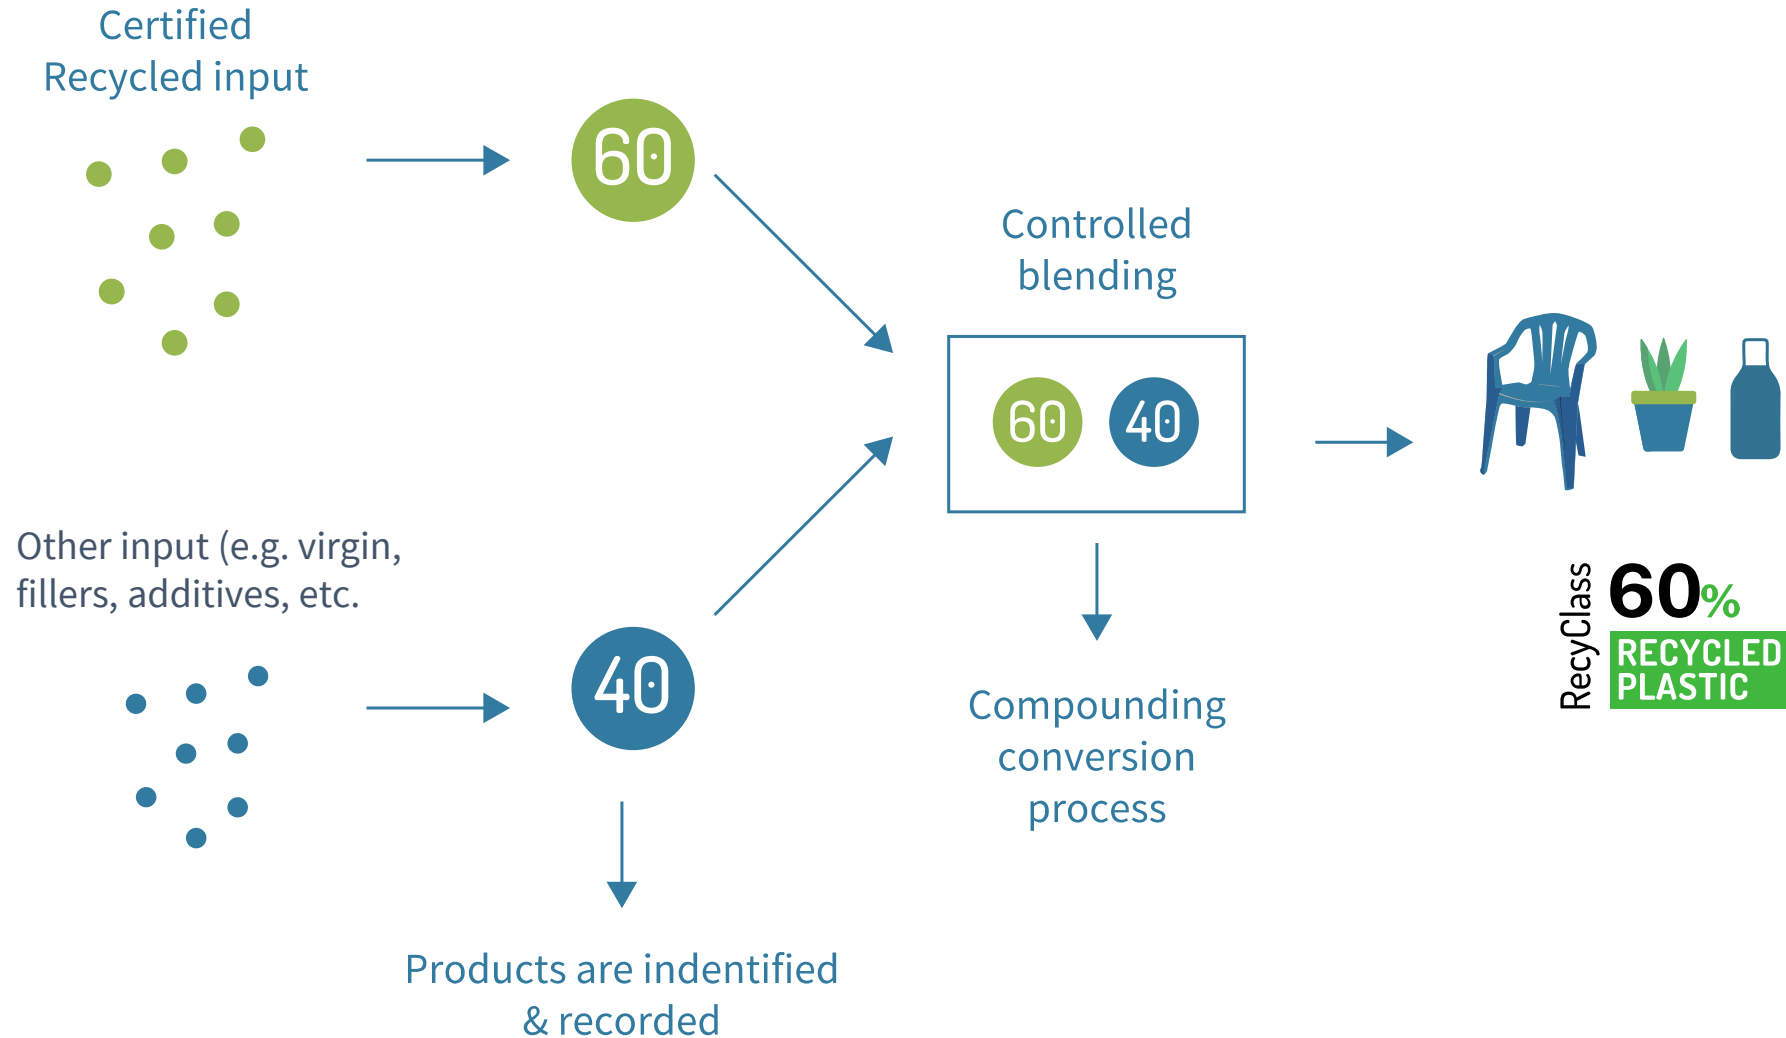 Certified
Recycled input
60
Controlled
blending
60 40
Other input (e.g. virgin,
fillers, additives, etc.
40
RecyClass
60%
RECYCLED
PLASTIC
Compounding
conversion
process
Products are indentified
& recorded